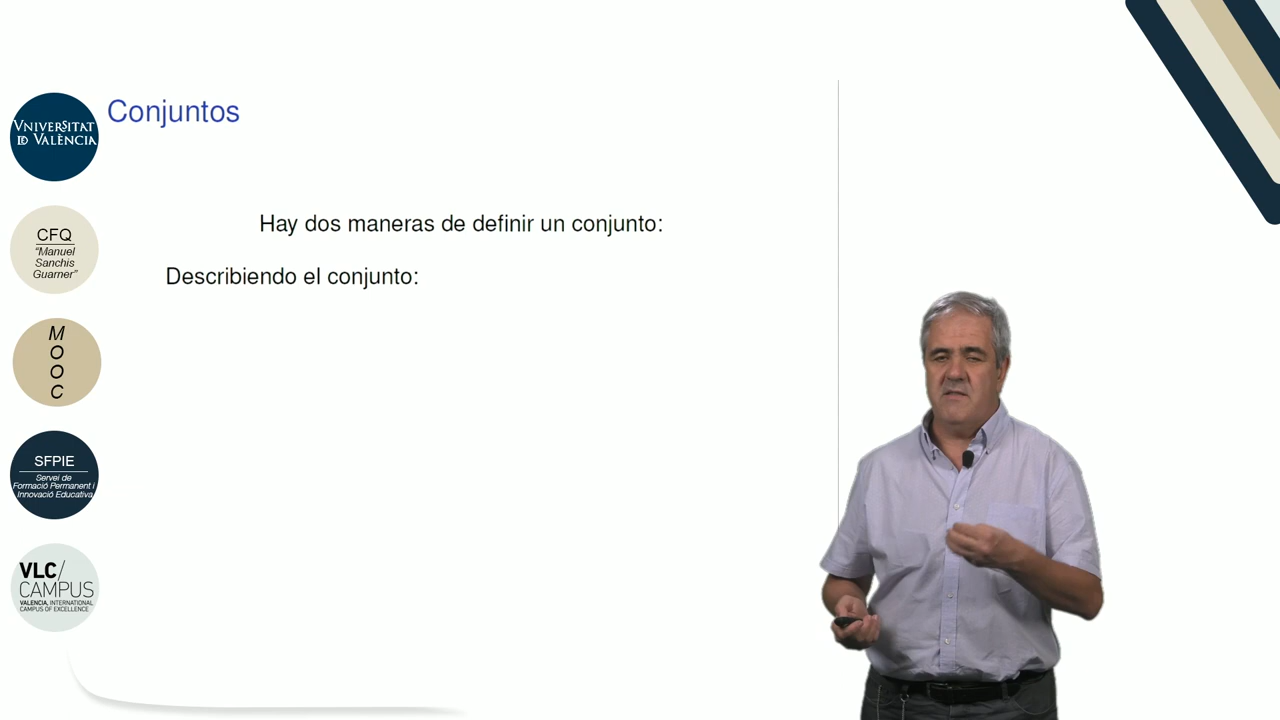 Conjuntos
VNIVERSITAT
ID VALÈNCIA
Hay dos maneras de definir un conjunto:
Describiendo el conjunto:
CFQ
“Manuel
Sanchis
Guarner”
M
O
O
C
SFPIE
Servei de
Formació Permanent i
Innovació Educativa
VLC/
CAMPUS
VALENCIA, INTERNATIONAL
CAMPUS OF EXCELLENCE